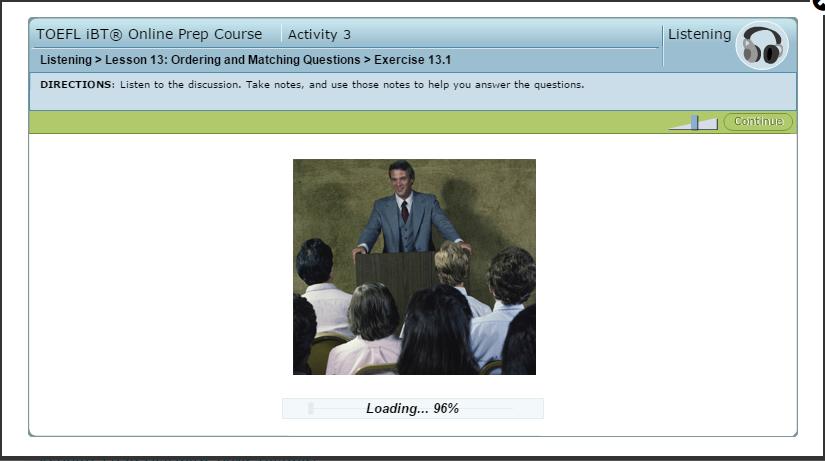 TOEFL iBT® Online Prep Course
Activity 3
Listening
Listening > Lesson 13: Ordering and Matching Questions > Exercise 13.1
DIRECTIONS: Listen to the discussion. Take notes, and use those notes to help you answer the questions.
Continue
Loading... 96%